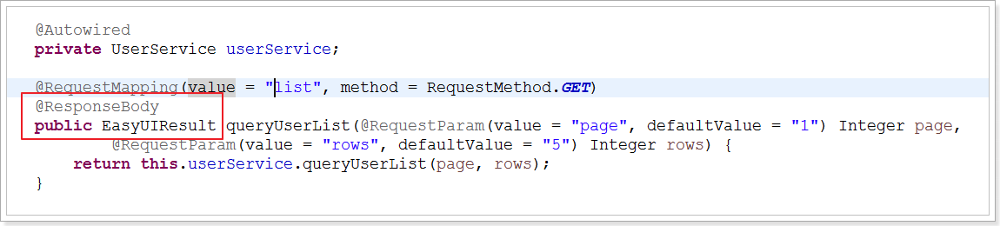 @Autowired
private UserService userService;
@RequestMapping(value = "list", method = RequestMethod.GET)
@ResponseBody
public EasyUIResult queryUserList(@RequestParam(value = "page", defaultValue = "1") Integer page,
@RequestParam(value = "rows", defaultValue = "5") Integer rows) {
return this.userService.queryUserList(page, rows);
}